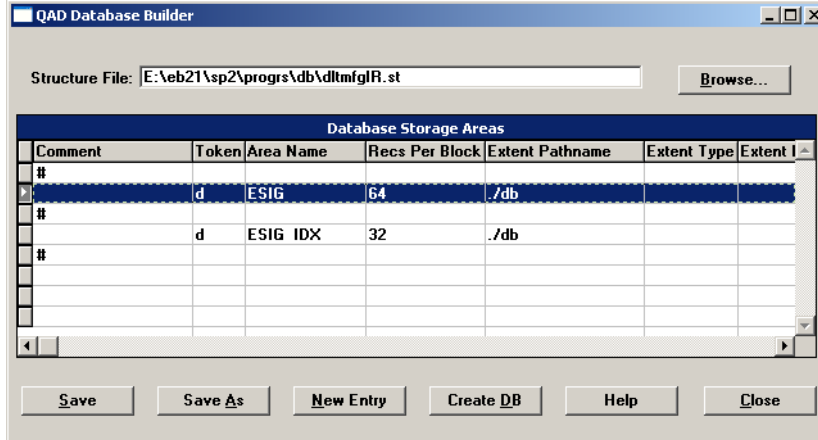 QAD Database Builder
Structure File: E:\eb21\sp2\progrs\db\dltmfgIR.st Browse...
Database Storage Areas
Comment Token Area Name Recs Per Block Extent Pathname Extent Type Extent
#
d ESIG 64 ./db
#
d ESIG_IDX 32 ./db
#
Save Save As New Entry Create DB Help Close